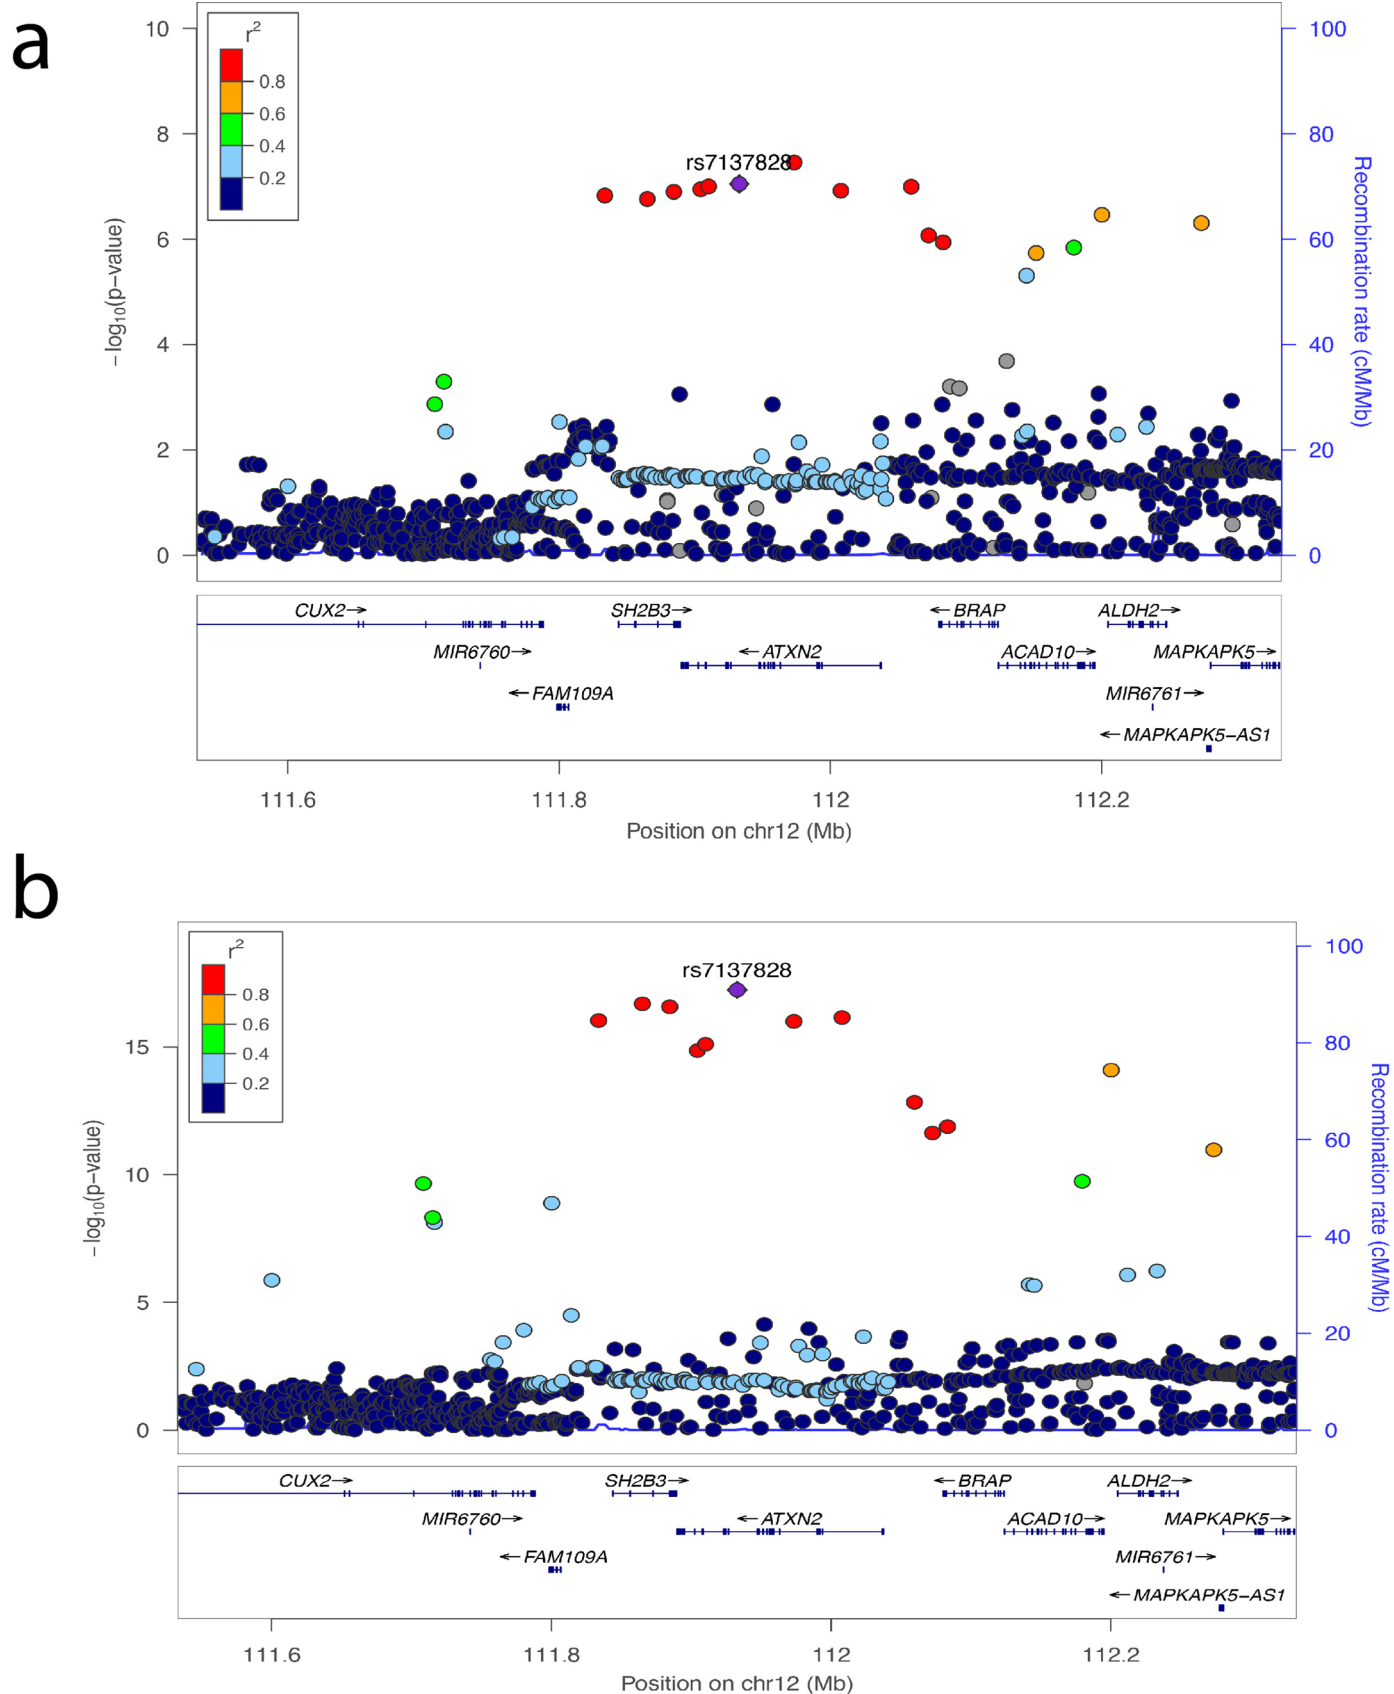 a
r2
0.8
0.6
0.4
0.2
10
8
6
4
2
0
−log10(p−value)
rs7137828
100
80
60
40
20
0
Recombination rate (cM/Mb)
CUX2→ SH2B3→ ←BRAP ALDH2→
MIR6760→ ←ATXN2 ACAD10→ MAPKAPK5→
←FAM109A MIR6761→
←MAPKAPK5−AS1
111.6 111.8 112 112.2
Position on chr12 (Mb)
b
r2
0.8
0.6
0.4
0.2
15
10
5
0
−log10(p−value)
rs7137828
100
80
60
40
20
0
Recombination rate (cM/Mb)
CUX2→ SH2B3→ ←BRAP ALDH2→
MIR6760→ ←ATXN2 ACAD10→ MAPKAPK5→
←FAM109A MIR6761→
←MAPKAPK5−AS1
111.6 111.8 112 112.2
Position on chr12 (Mb)